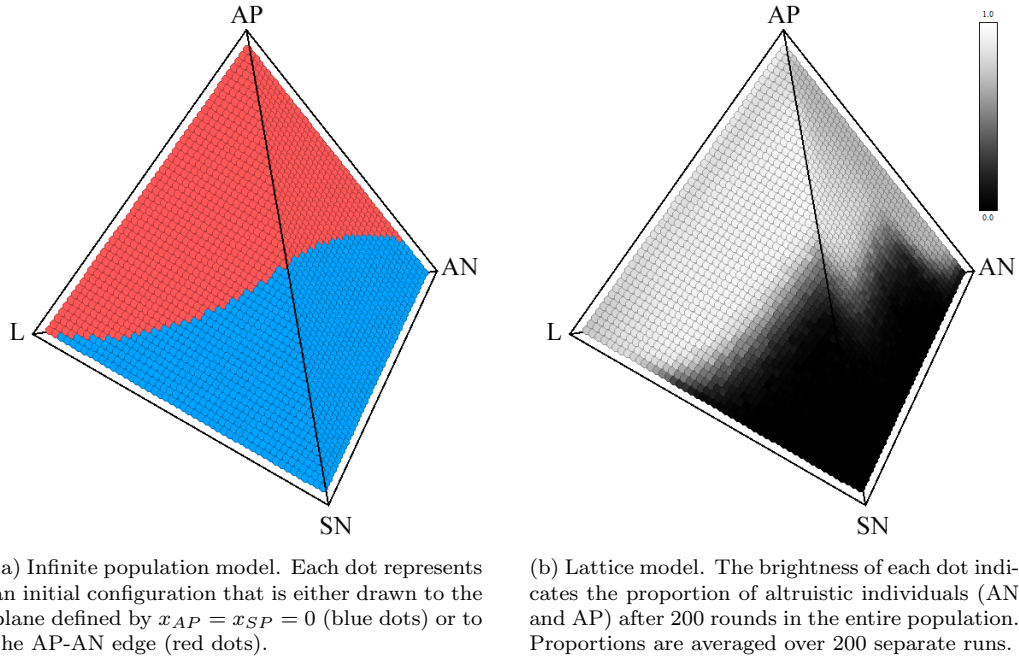 AP
AN
L
SN
a) Infinite population model. Each dot represents
an initial configuration that is either drawn to the
plane defined by x_{AP} = x_{SP} = 0 (blue dots) or to
he AP-AN edge (red dots).
AP
1.0
0.0
AN
L
SN
(b) Lattice model. The brightness of each dot indi-
cates the proportion of altruistic individuals (AN
and AP) after 200 rounds in the entire population.
Proportions are averaged over 200 separate runs.